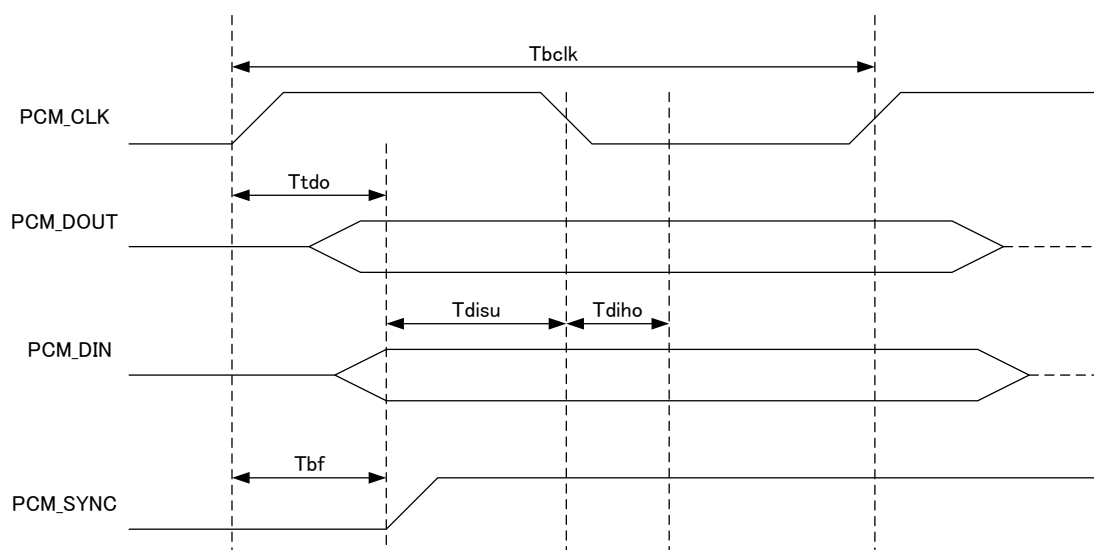 Tbclk
PCM_CLK
Ttdo
PCM_DOUT
Tdisu
Tdiho
PCM_DIN
Tbf
PCM_SYNC